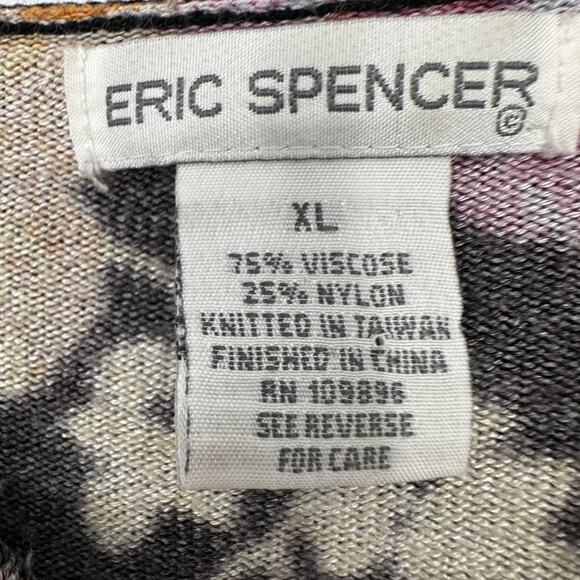 ERIC SPENCER
©
XL
75% VISCOSE
25% NYLON
KNITTED IN TAIWAN
FINISHED IN CHINA
RN 109896
SEE REVERSE
FOR CARE